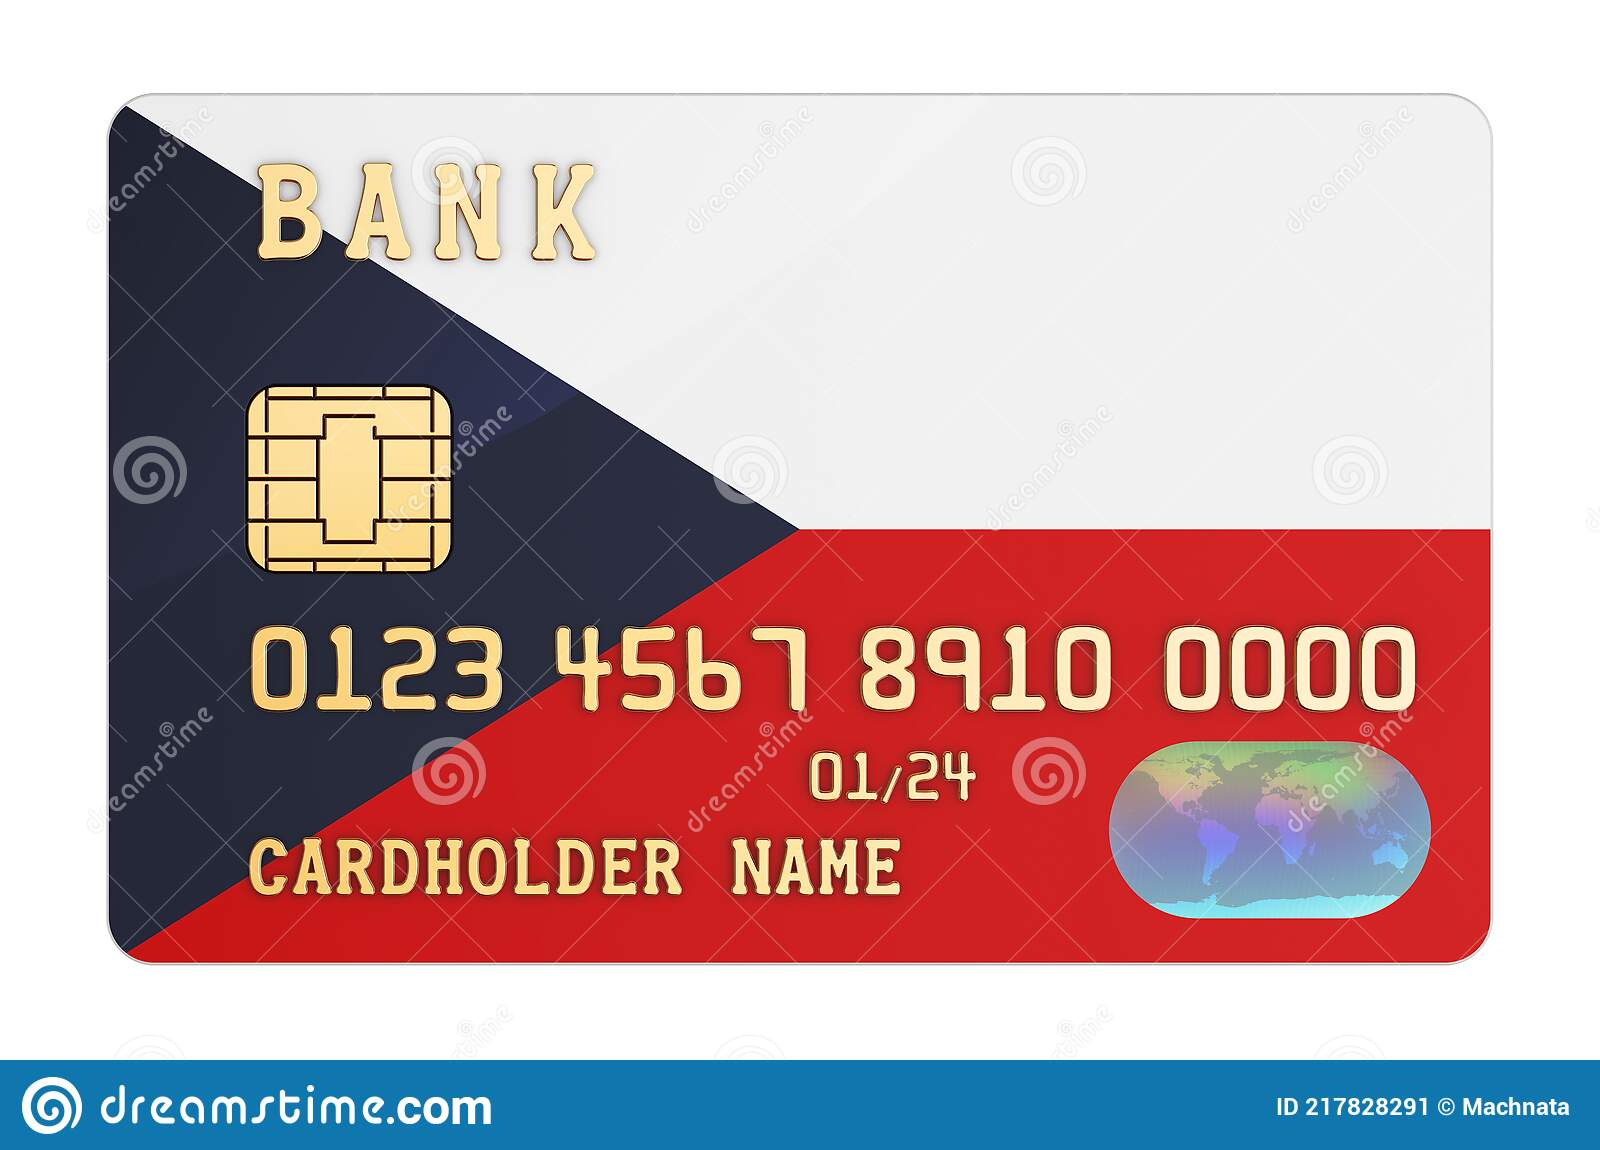 BANK
0123 4567 8910 0000
01/24
CARDHOLDER NAME
dreamstime.com
ID 217828291 © Machnata